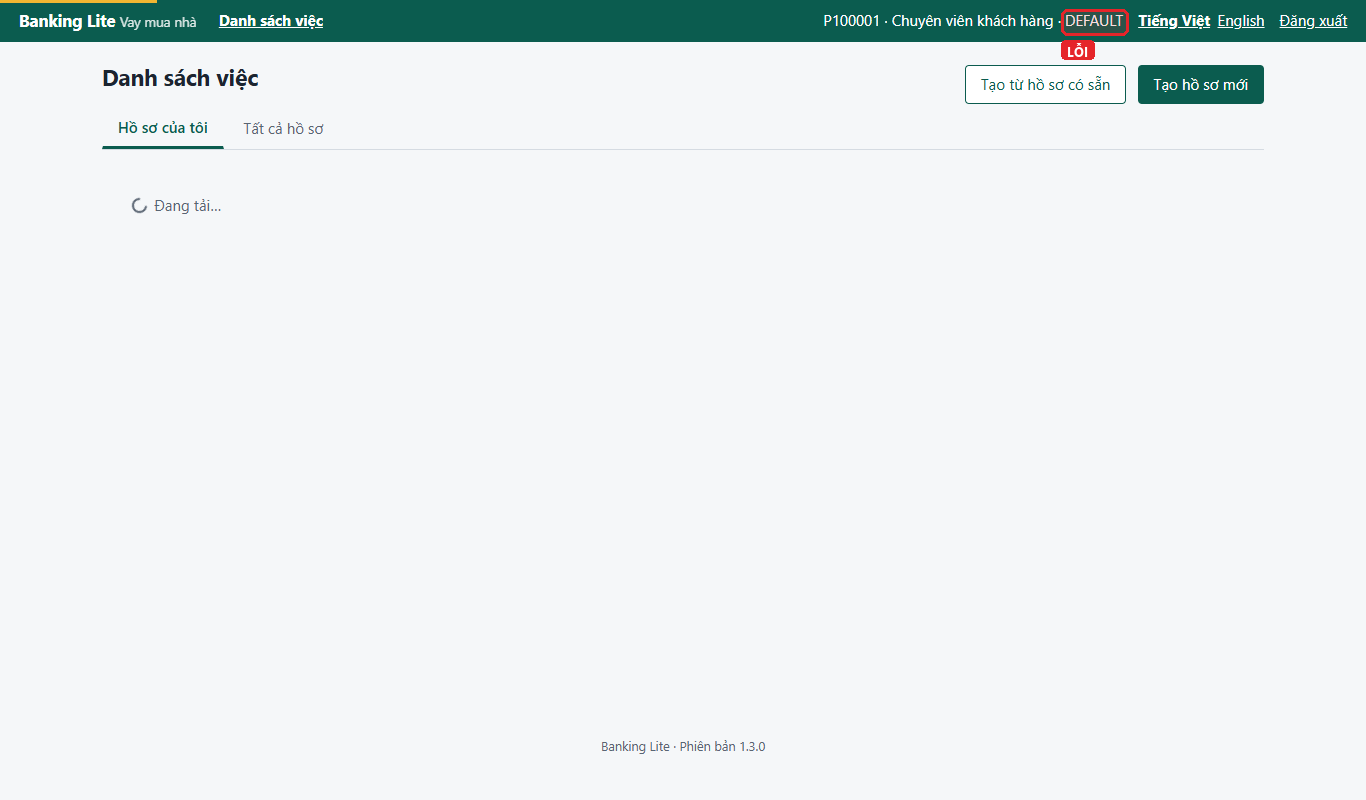 Banking Lite Vay mua nhà Danh sách việc P100001 · Chuyên viên khách hàng · DEFAULT Tiếng Việt English Đăng xuất
LỖI
Danh sách việc
Tạo từ hồ sơ có sẵn Tạo hồ sơ mới
Hồ sơ của tôi Tất cả hồ sơ
Đang tải...
Banking Lite · Phiên bản 1.3.0